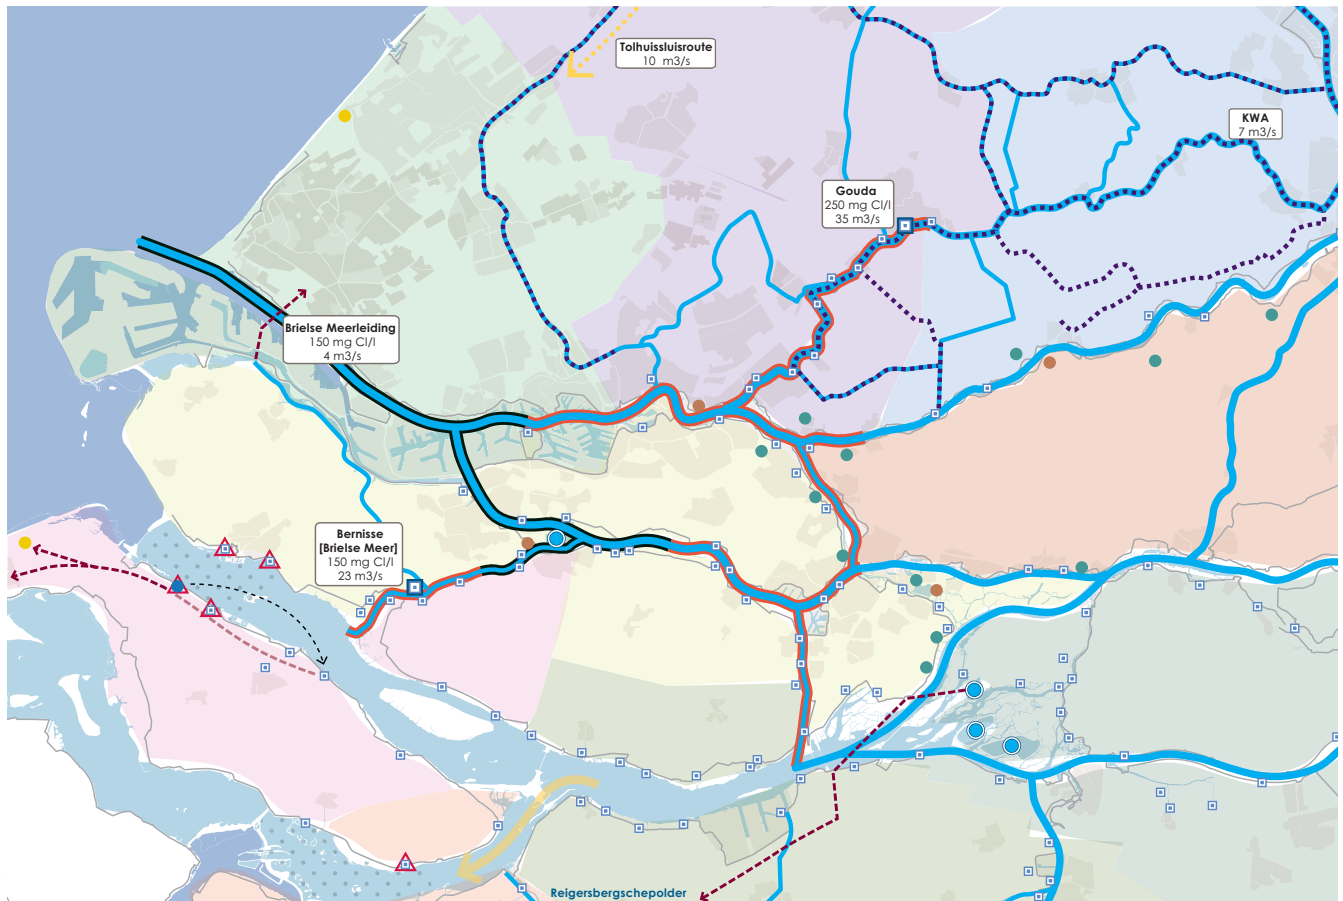 Tolhuissluisroute
10 m3/s
KWA
7 m3/s
Gouda
250 mg Cl/l
35 m3/s
Brielse Meerleiding
150 mg Cl/l
4 m3/s
Bernisse
[Brielse Meer]
150 mg Cl/l
23 m3/s
Reigersbergschepolder